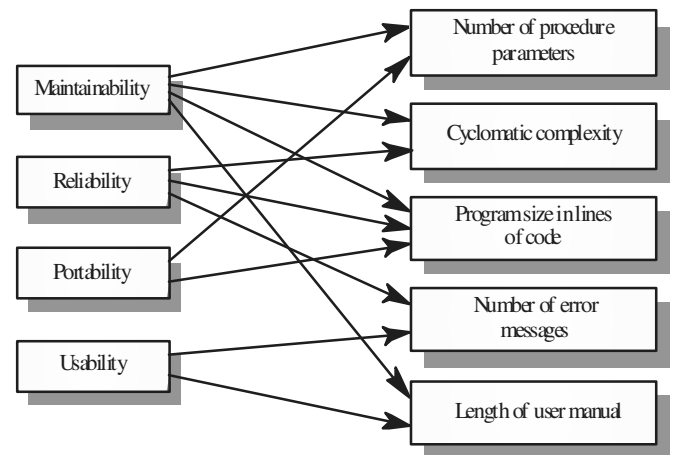 Maintainability
Reliability
Portability
Usability
Number of procedure
parameters
Cyclomatic complexity
Program size in lines
of code
Number of error
messages
Length of user manual